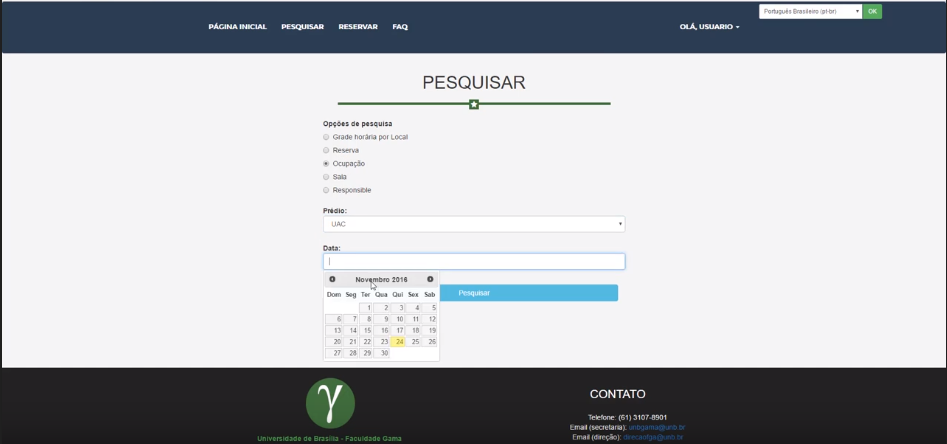 Português Brasileiro (pt-br) OK
PÁGINA INICIAL PESQUISAR RESERVAR FAQ OLÁ, USUARIO
PESQUISAR
Opções de pesquisa
Grade horária por Local
Reserva
Ocupação
Sala
Responsible
Prédio:
UAC
Data:
Novembro 2016
Pesquisar
Dom Seg Ter Qua Qui Sex Sab
1 2 3 4 5
6 7 8 9 10 11 12
13 14 15 16 17 18 19
20 21 22 23 24 25 26
27 28 29 30
γ
Universidade de Brasília - Faculdade Gama
CONTATO
Telefone: (61) 3107-8901
Email (secretaria): unbgama@unb.br
Email (direção): direcaofga@unb.br